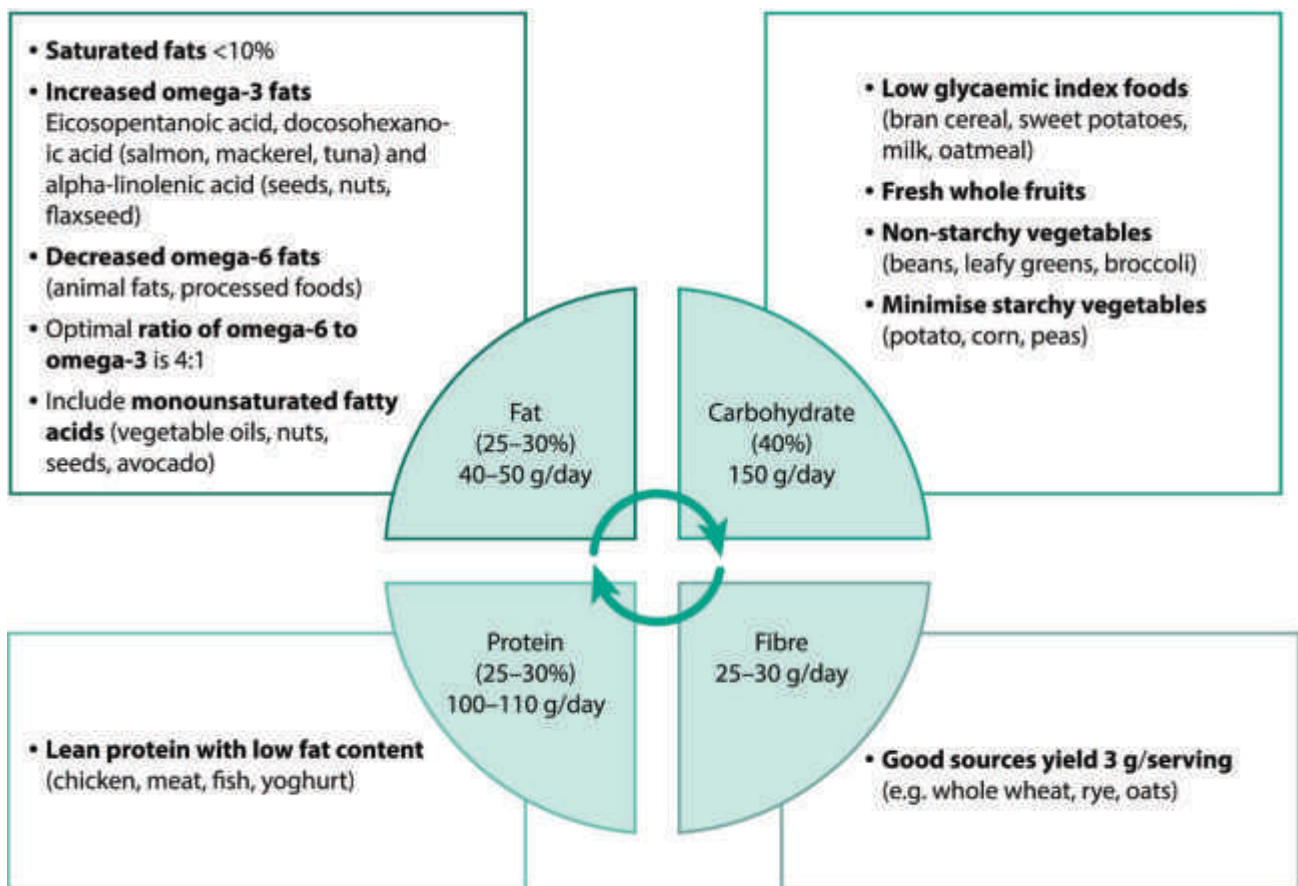 • Saturated fats <10%
• Increased omega-3 fats
Eicosopentanoic acid, docosohexano-
ic acid (salmon, mackerel, tuna) and
alpha-linolenic acid (seeds, nuts,
flaxseed)
• Decreased omega-6 fats
(animal fats, processed foods)
• Optimal ratio of omega-6 to
omega-3 is 4:1
• Include monounsaturated fatty
acids (vegetable oils, nuts,
seeds, avocado)
• Low glycaemic index foods
(bran cereal, sweet potatoes,
milk, oatmeal)
• Fresh whole fruits
• Non-starchy vegetables
(beans, leafy greens, broccoli)
• Minimise starchy vegetables
(potato, corn, peas)
Fat
(25–30%)
40–50 g/day
Carbohydrate
(40%)
150 g/day
Protein
(25–30%)
100–110 g/day
Fibre
25–30 g/day
• Lean protein with low fat content
(chicken, meat, fish, yoghurt)
• Good sources yield 3 g/serving
(e.g. whole wheat, rye, oats)